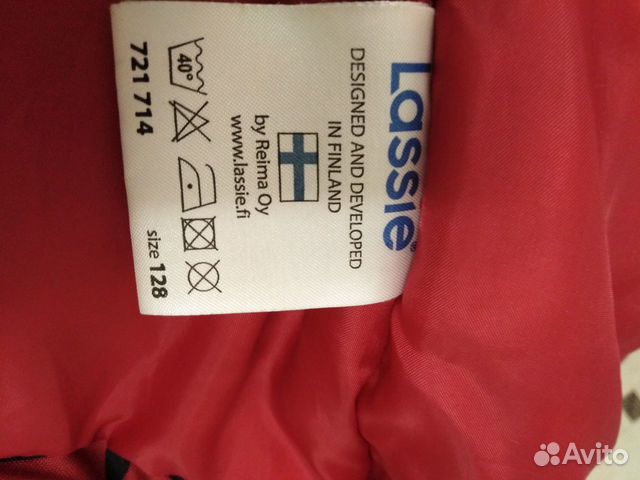 Lassie®
DESIGNED AND DEVELOPED
IN FINLAND
by Reima Oy
www.lassie.fi
40°
721 714
size 128
Avito